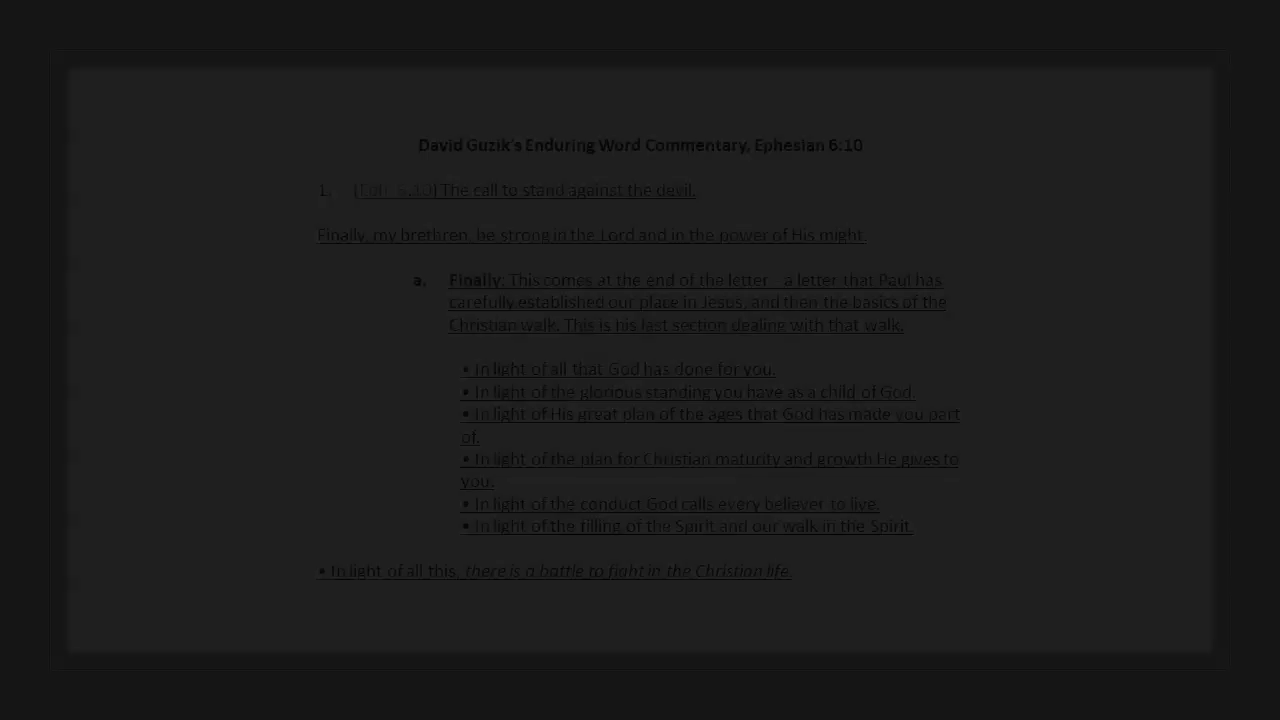 David Guzik's Enduring Word Commentary, Ephesian 6:10
1. (Eph 6:10) The call to stand against the devil.
Finally, my brethren, be strong in the Lord and in the power of His might.
a. Finally: This comes at the end of the letter - a letter that Paul has
carefully established our place in Jesus, and then the basics of the
Christian walk. This is his last section dealing with that walk.
• In light of all that God has done for you.
• In light of the glorious standing you have as a child of God.
• In light of His great plan of the ages that God has made you part
of.
• In light of the plan for Christian maturity and growth He gives to
you.
• In light of the conduct God calls every believer to live.
• In light of the filling of the Spirit and our walk in the Spirit.
• In light of all this, there is a battle to fight in the Christian life.